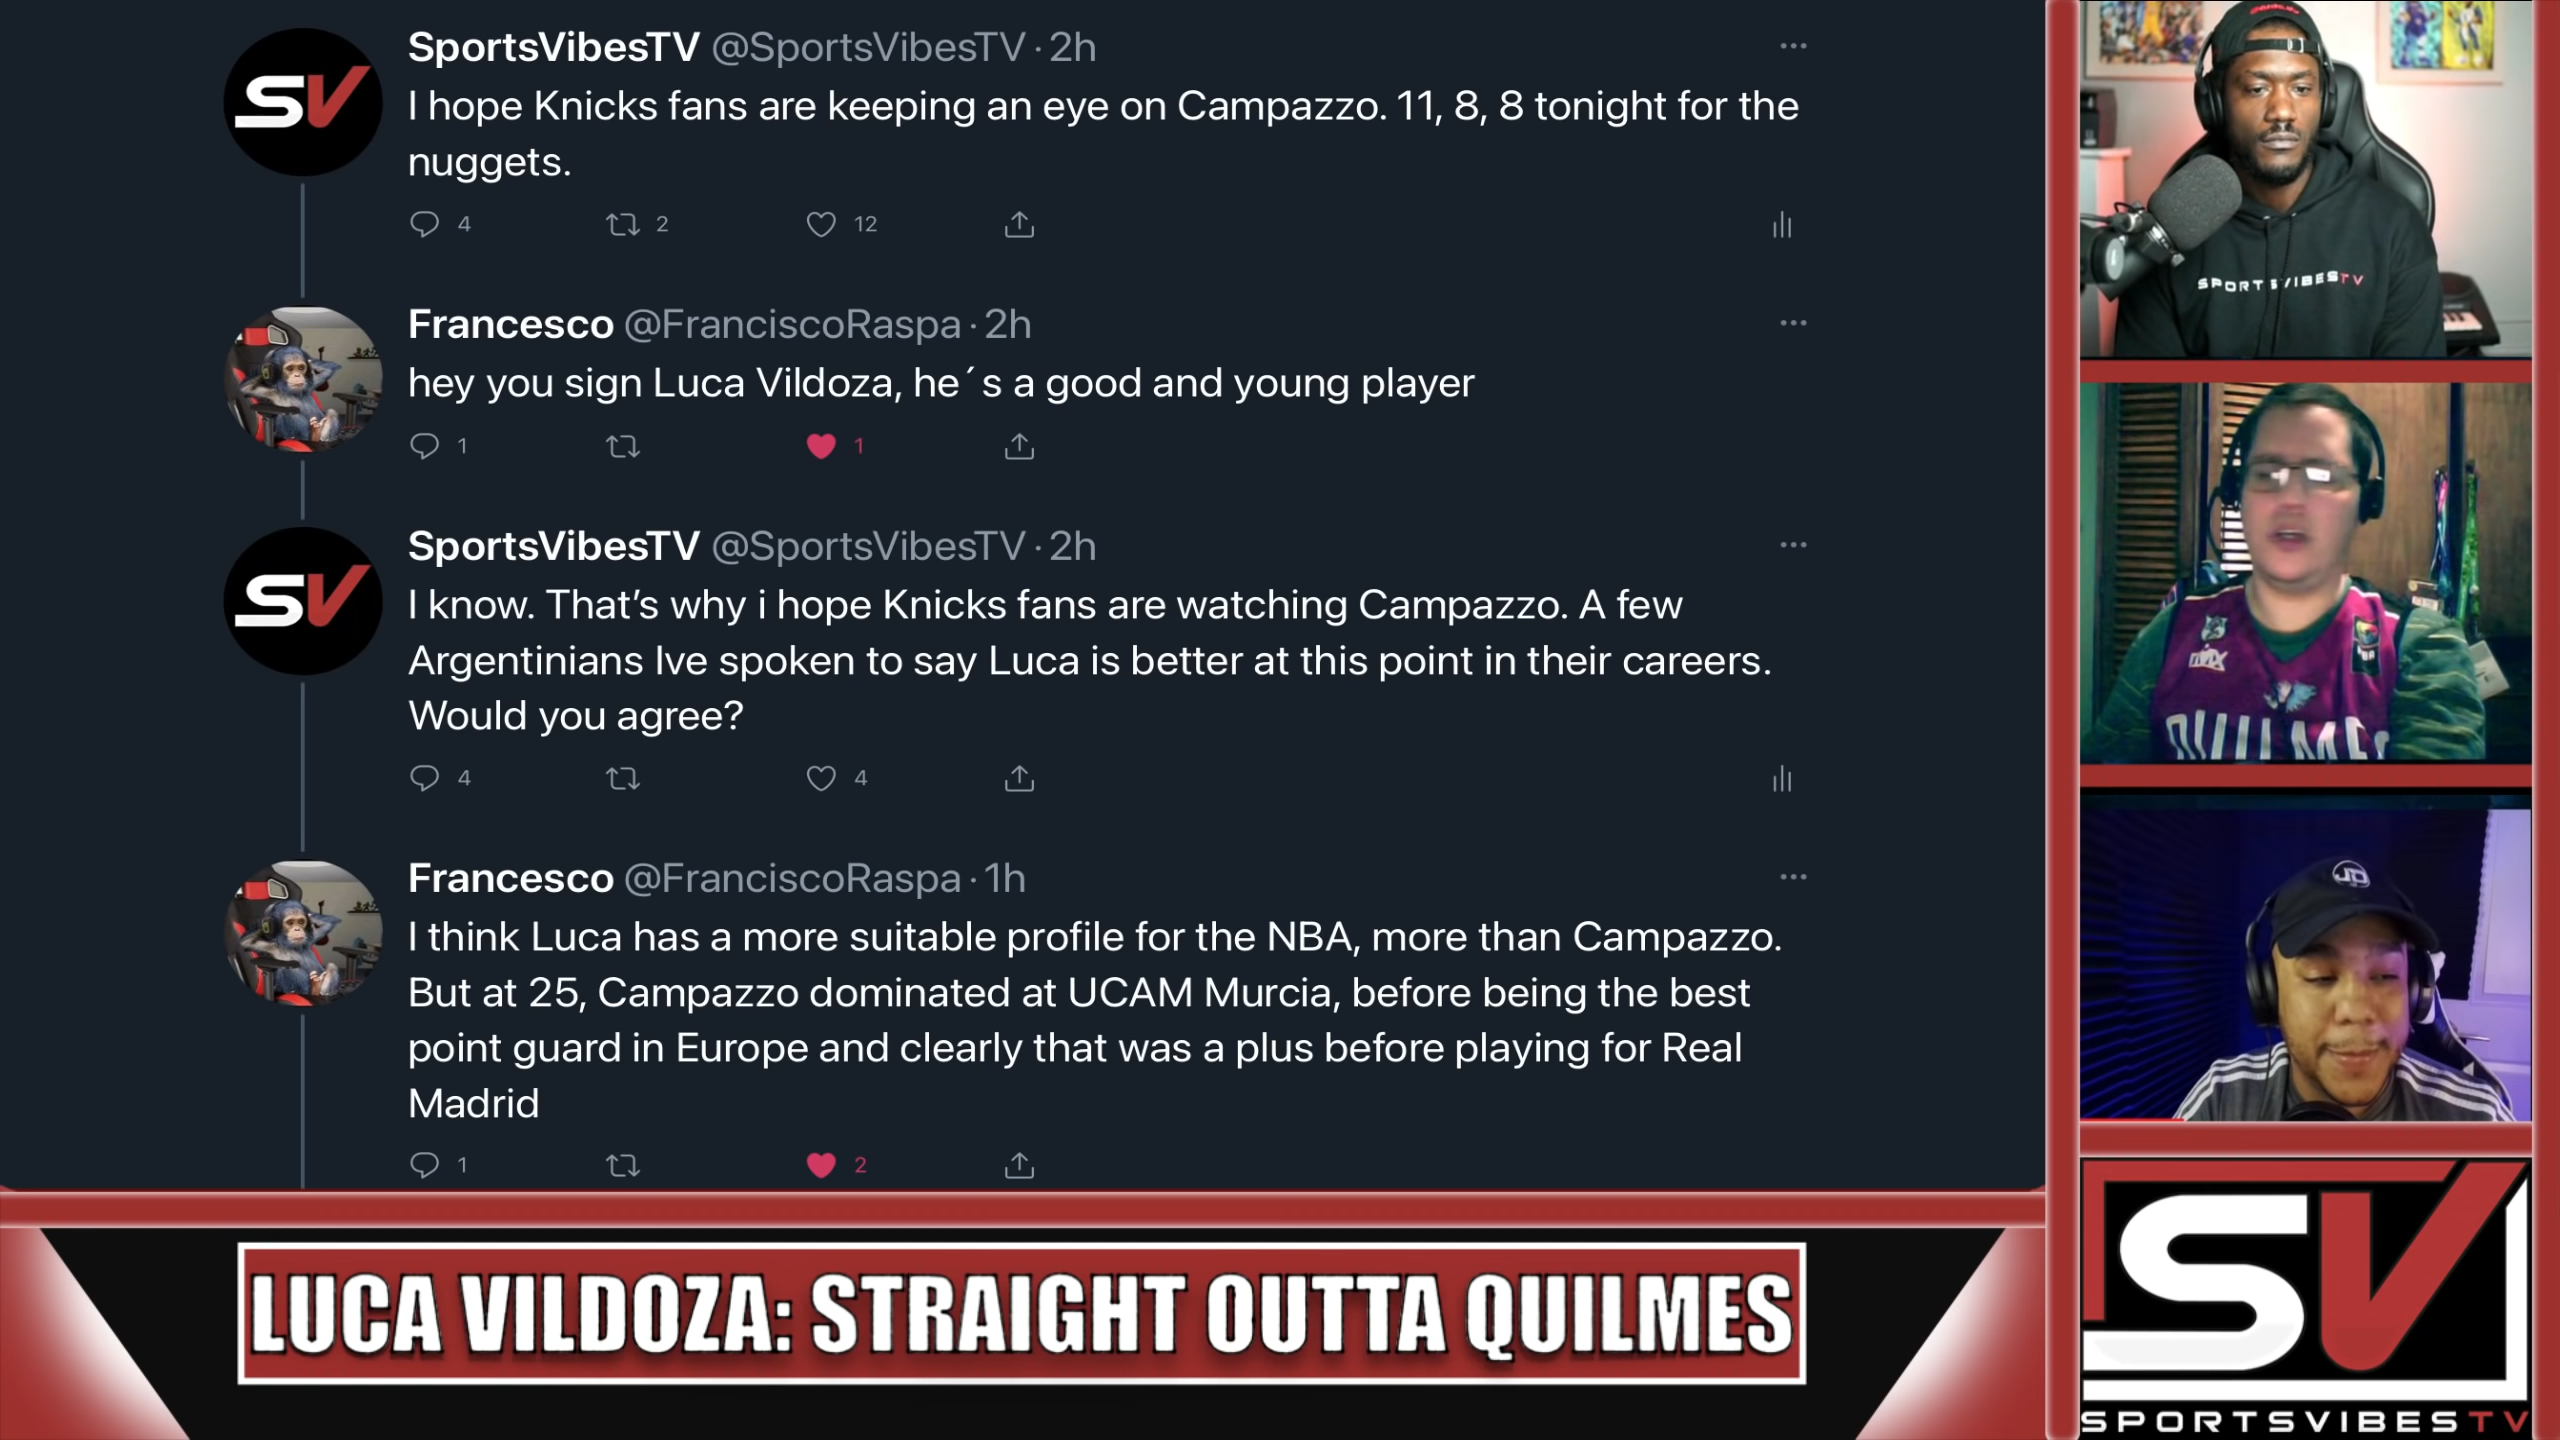 SportsVibesTV @SportsVibesTV · 2h
I hope Knicks fans are keeping an eye on Campazzo. 11, 8, 8 tonight for the
nuggets.
4 2 12
Francesco @FranciscoRaspa · 2h
hey you sign Luca Vildoza, he´s a good and young player
1 1
SportsVibesTV @SportsVibesTV · 2h
I know. That’s why i hope Knicks fans are watching Campazzo. A few
Argentinians Ive spoken to say Luca is better at this point in their careers.
Would you agree?
4 4
Francesco @FranciscoRaspa · 1h
I think Luca has a more suitable profile for the NBA, more than Campazzo.
But at 25, Campazzo dominated at UCAM Murcia, before being the best
point guard in Europe and clearly that was a plus before playing for Real
Madrid
1 2
LUCA VILDOZA: STRAIGHT OUTTA QUILMES
SV
SV
SV
SPORTSVIBESTV
SPORTSVIBESTV
QUILMES
JD